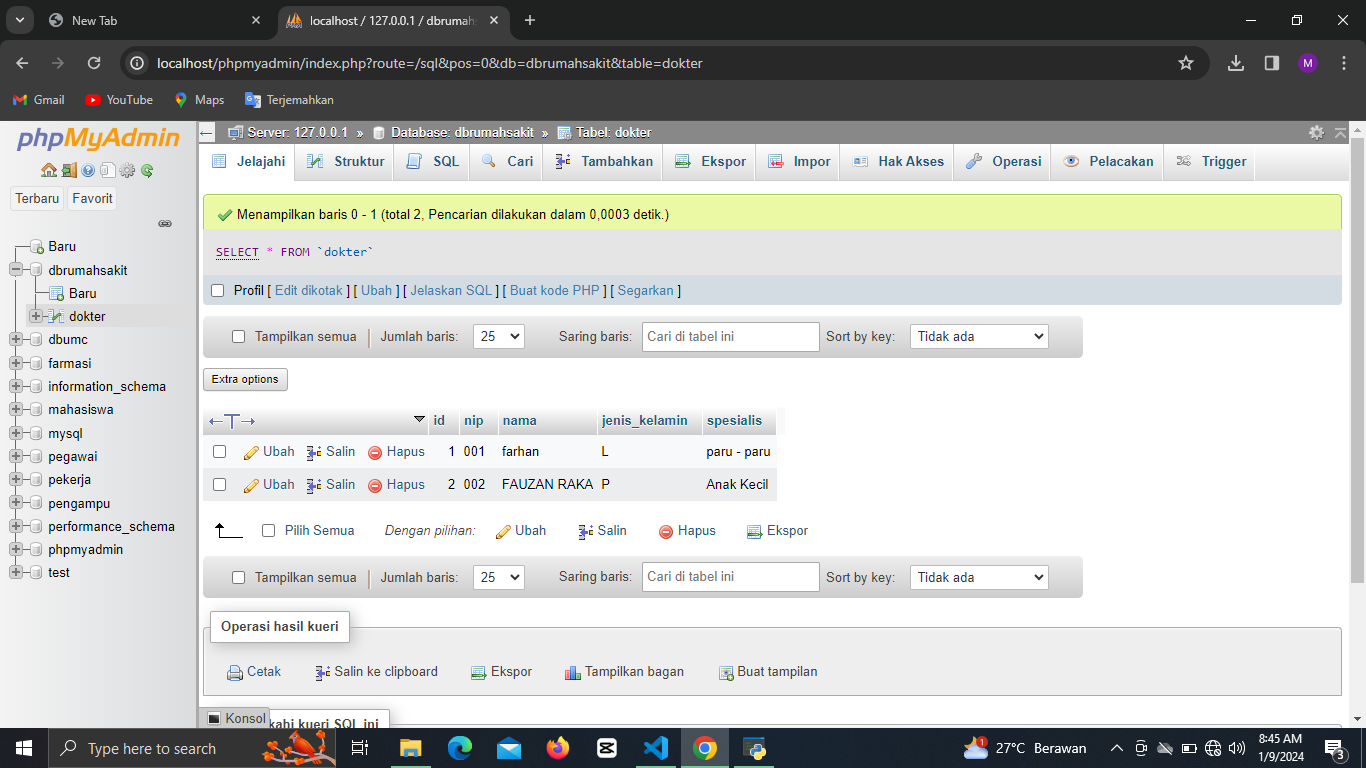 New Tab
localhost / 127.0.0.1 / dbrumahs
localhost/phpmyadmin/index.php?route=/sql&pos=0&db=dbrumahsakit&table=dokter
M
Gmail YouTube Maps Terjemahkan
phpMyAdmin
Terbaru Favorit
Baru
dbrumahsakit
Baru
dokter
dbumc
farmasi
information_schema
mahasiswa
mysql
pegawai
pekerja
pengampu
performance_schema
phpmyadmin
test
Server: 127.0.0.1 » Database: dbrumahsakit » Tabel: dokter
Jelajahi Struktur SQL Cari Tambahkan Ekspor Impor Hak Akses Operasi Pelacakan Trigger
Menampilkan baris 0 - 1 (total 2, Pencarian dilakukan dalam 0,0003 detik.)
SELECT * FROM `dokter`
Profil [ Edit dikotak ] [ Ubah ] [ Jelaskan SQL ] [ Buat kode PHP ] [ Segarkan ]
Tampilkan semua Jumlah baris: 25 Saring baris: Cari di tabel ini Sort by key: Tidak ada
Extra options
id nip nama jenis_kelamin spesialis
Ubah Salin Hapus 1 001 farhan L paru - paru
Ubah Salin Hapus 2 002 FAUZAN RAKA P Anak Kecil
Pilih Semua Dengan pilihan: Ubah Salin Hapus Ekspor
Tampilkan semua Jumlah baris: 25 Saring baris: Cari di tabel ini Sort by key: Tidak ada
Operasi hasil kueri
Cetak Salin ke clipboard Ekspor Tampilkan bagan Buat tampilan
Konsol
kueri SQL ini
Type here to search
1
27°C Berawan
8:45 AM
1/9/2024
3